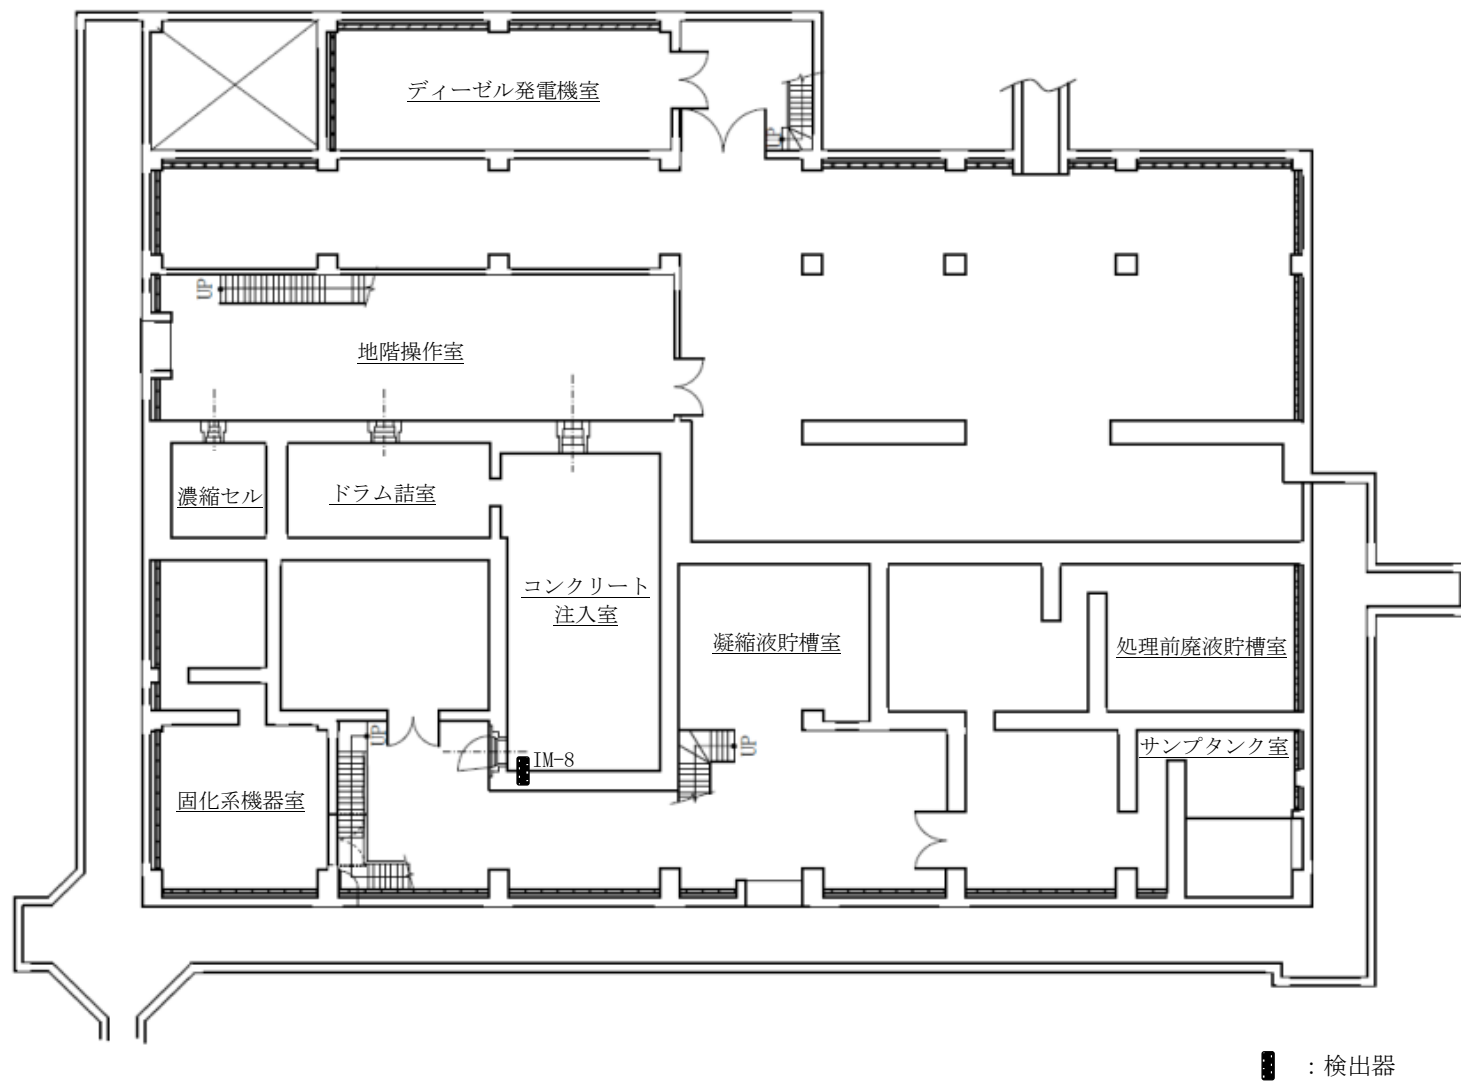 ディーゼル発電機室
UP
UP
地階操作室
濃縮セル
ドラム詰室
コンクリート
注入室
凝縮液貯槽室
処理前廃液貯槽室
UP
UP
サンプタンク室
IM-8
固化系機器室
：検出器